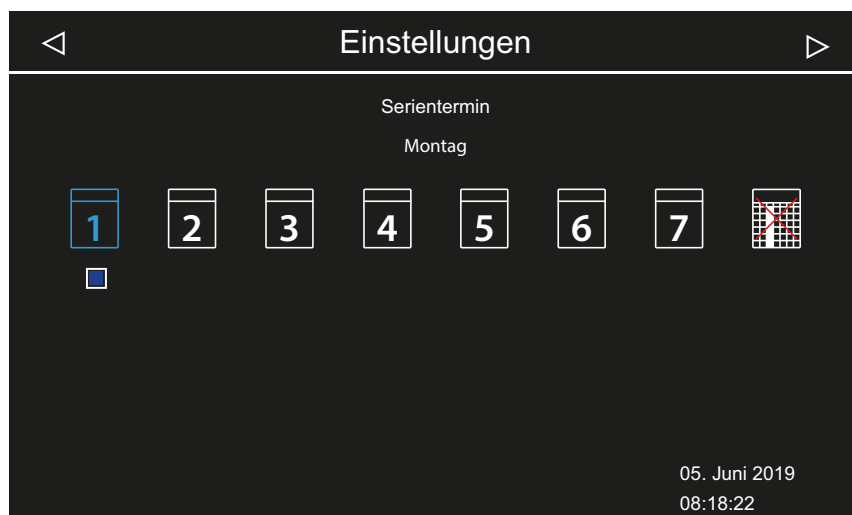 Einstellungen
Serientermin
Montag
1 2 3 4 5 6 7
05. Juni 2019
08:18:22